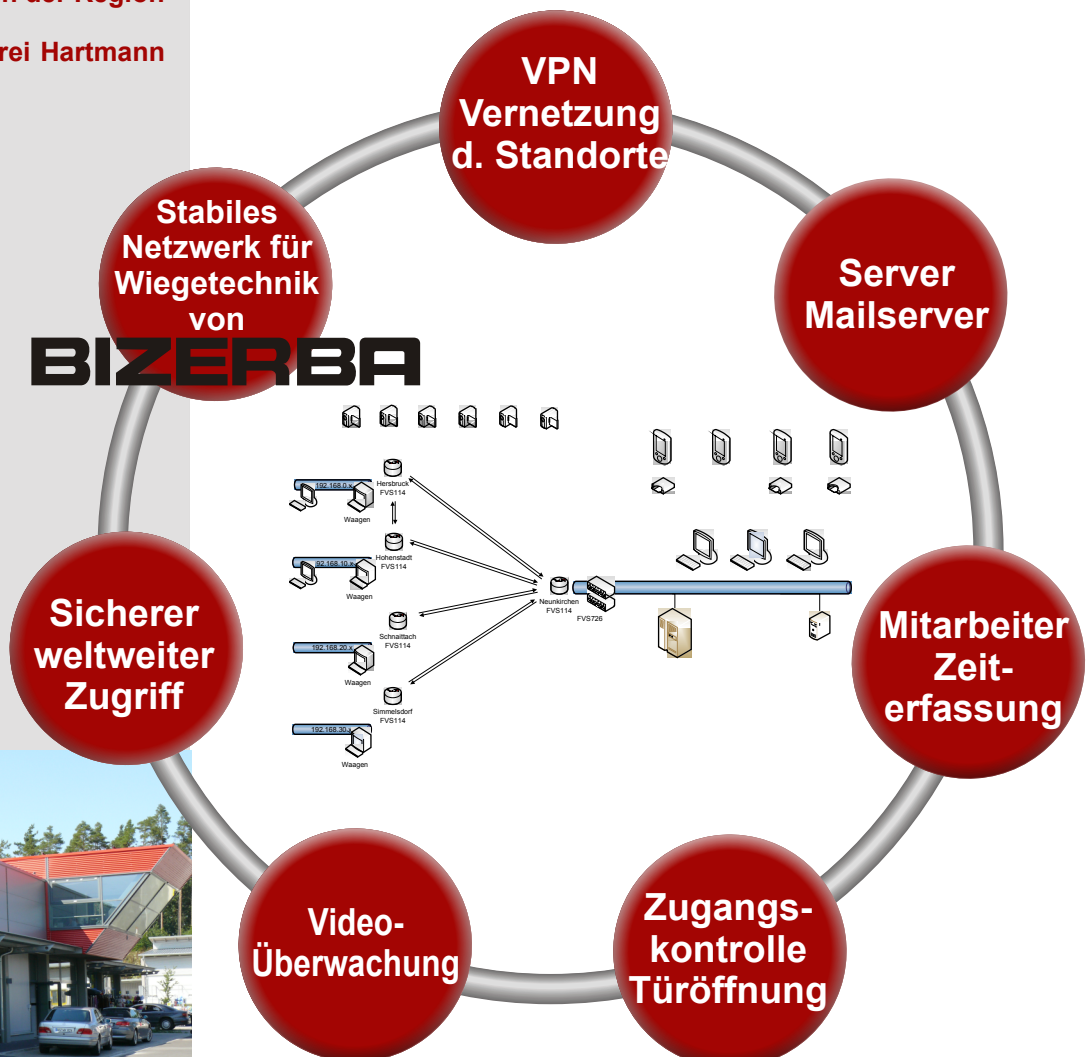 n der Region
rei Hartmann
VPN
Vernetzung
d. Standorte
Stabiles
Netzwerk für
Wiegetechnik
von
BIZERBA
Server
Mailserver
Hersbruck
FVS114
192.168.0.x
Waagen
Hohenstadt
FVS114
92.168.10.x
Waagen
Neunkirchen
FVS114
FVS726
Schnaittach
FVS114
192.168.20.x
Waagen
Simmelsdorf
FVS114
192.168.30.x
Waagen
Sicherer
weltweiter
Zugriff
Mitarbeiter
Zeit-
erfassung
Video-
Überwachung
Zugangs-
kontrolle
Türöffnung